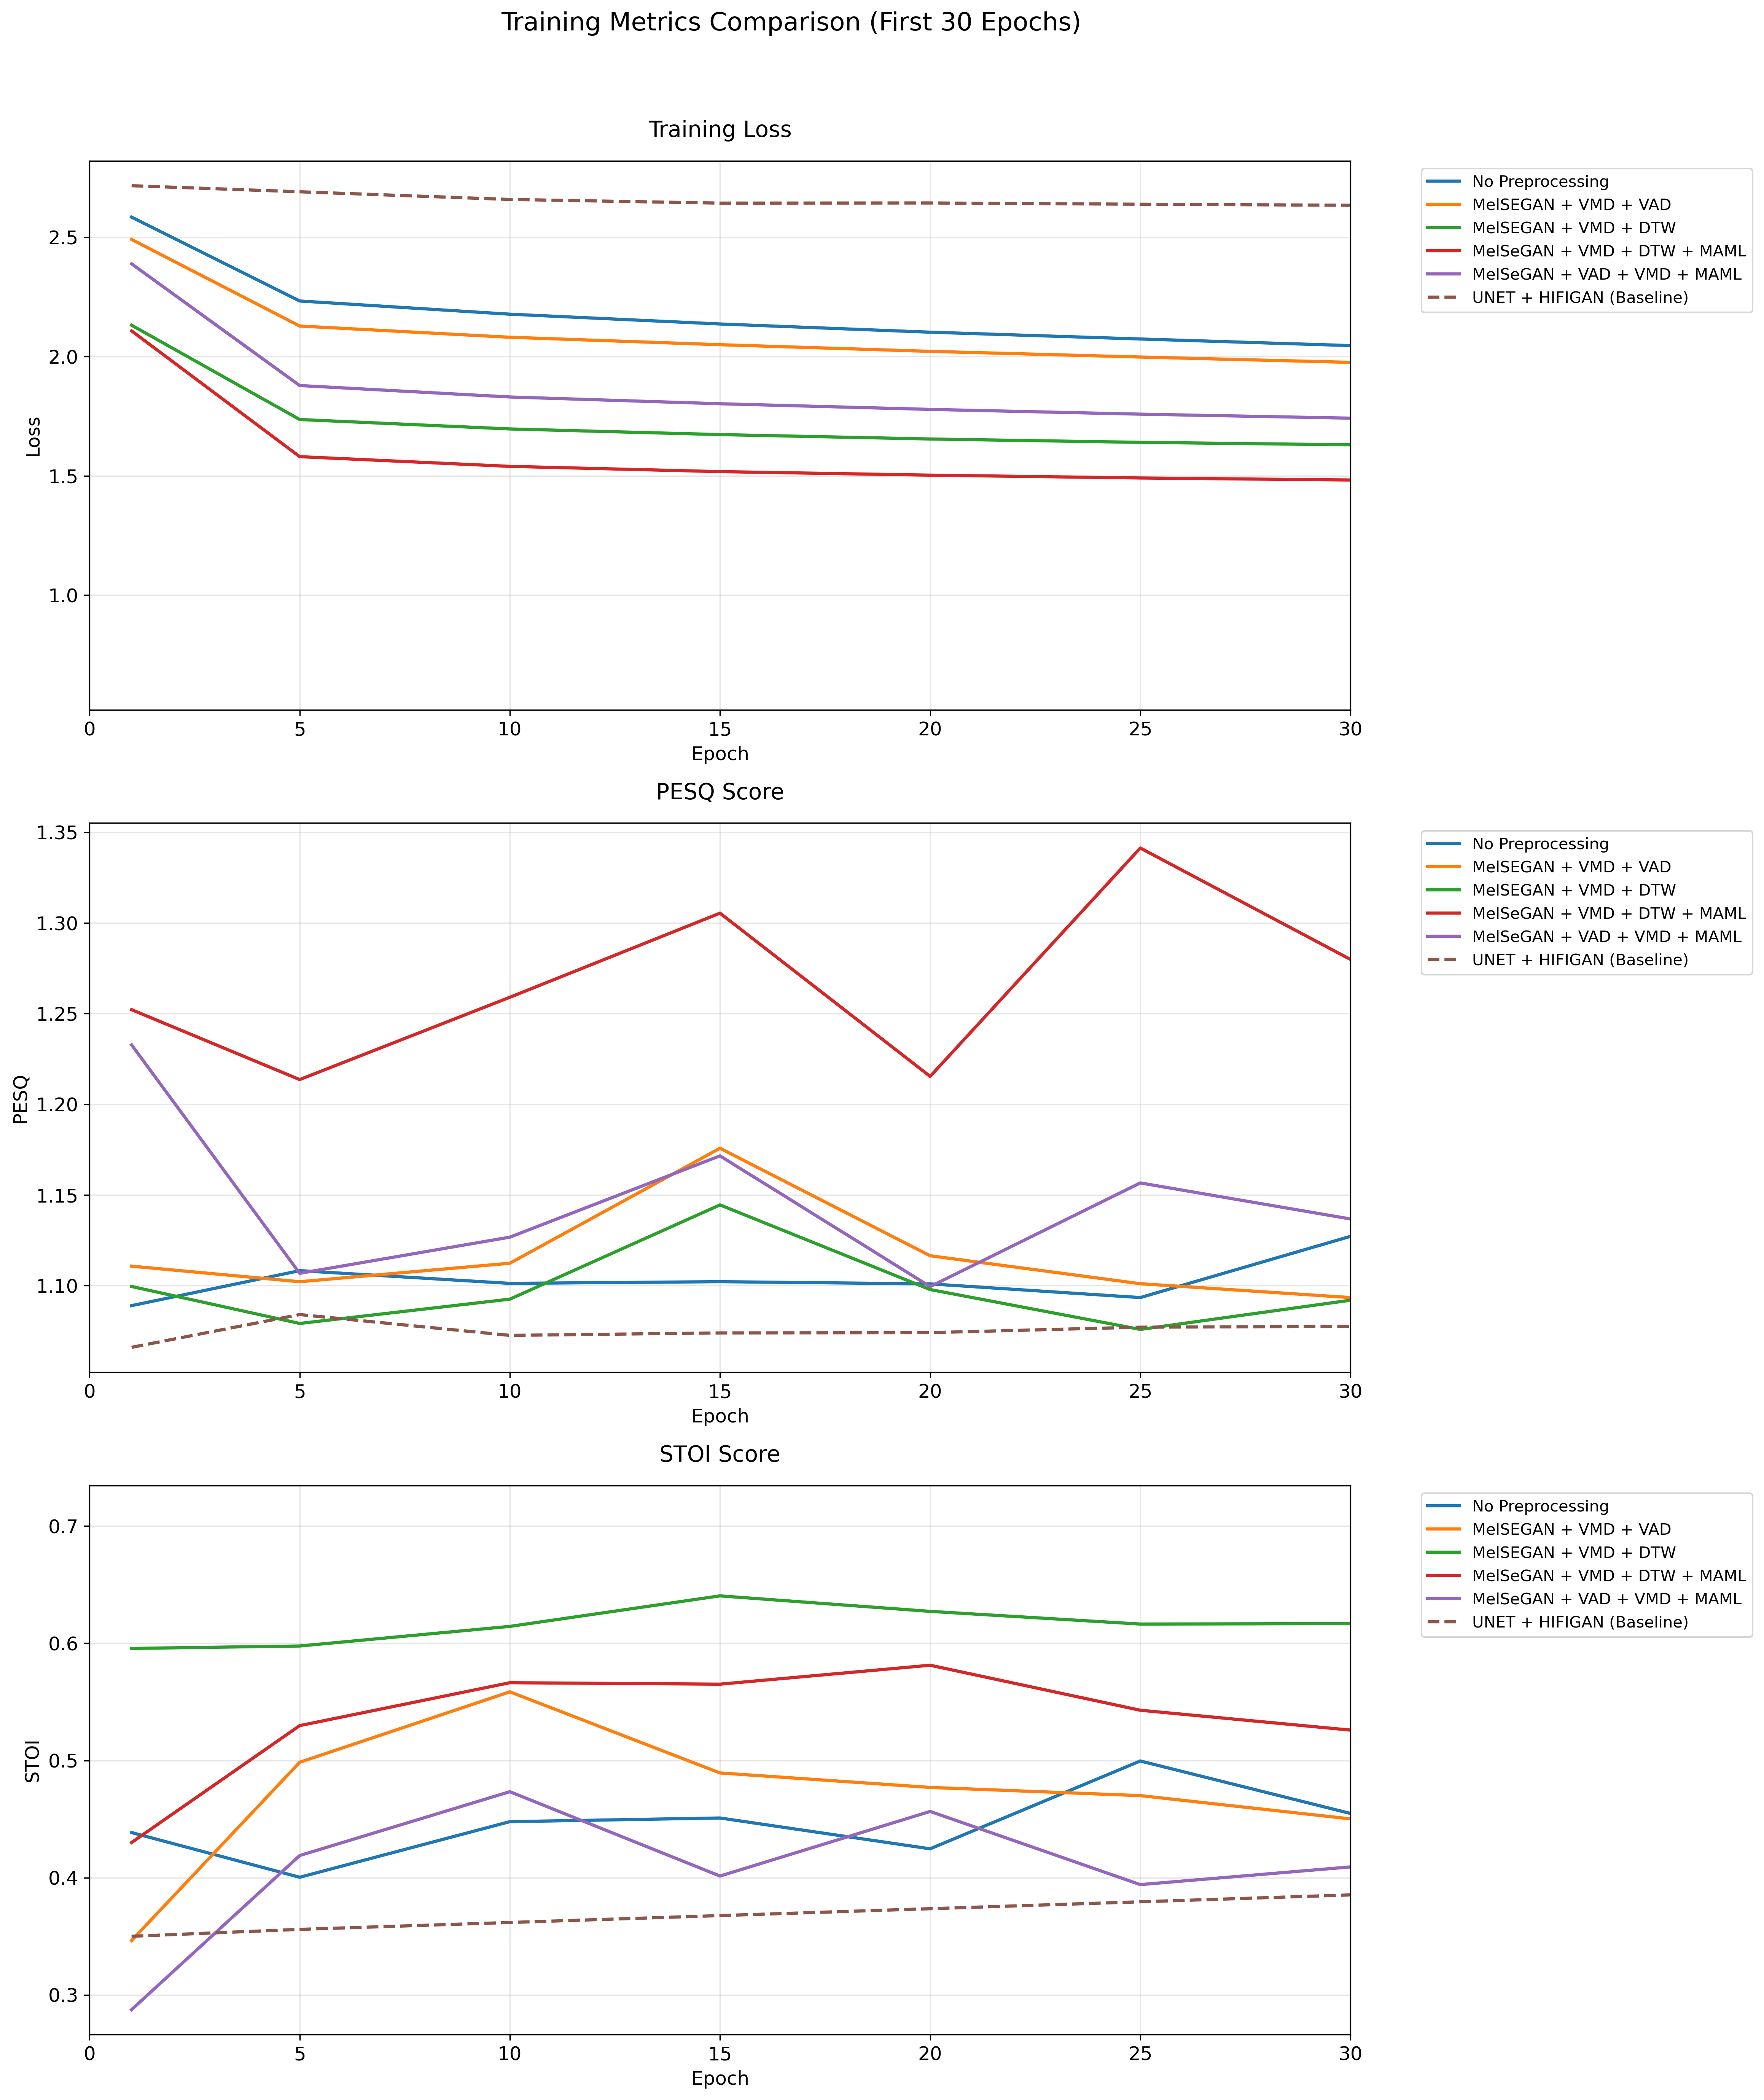 Training Metrics Comparison (First 30 Epochs)
Training Loss
Loss
2.5
2.0
1.5
1.0
0
5
10
15
20
25
30
Epoch
No Preprocessing
MelSEGAN + VMD + VAD
MelSEGAN + VMD + DTW
MelSeGAN + VMD + DTW + MAML
MelSeGAN + VAD + VMD + MAML
UNET + HIFIGAN (Baseline)
PESQ Score
PESQ
1.35
1.30
1.25
1.20
1.15
1.10
0
5
10
15
20
25
30
Epoch
No Preprocessing
MelSEGAN + VMD + VAD
MelSEGAN + VMD + DTW
MelSeGAN + VMD + DTW + MAML
MelSeGAN + VAD + VMD + MAML
UNET + HIFIGAN (Baseline)
STOI Score
STOI
0.7
0.6
0.5
0.4
0.3
0
5
10
15
20
25
30
Epoch
No Preprocessing
MelSEGAN + VMD + VAD
MelSEGAN + VMD + DTW
MelSeGAN + VMD + DTW + MAML
MelSeGAN + VAD + VMD + MAML
UNET + HIFIGAN (Baseline)